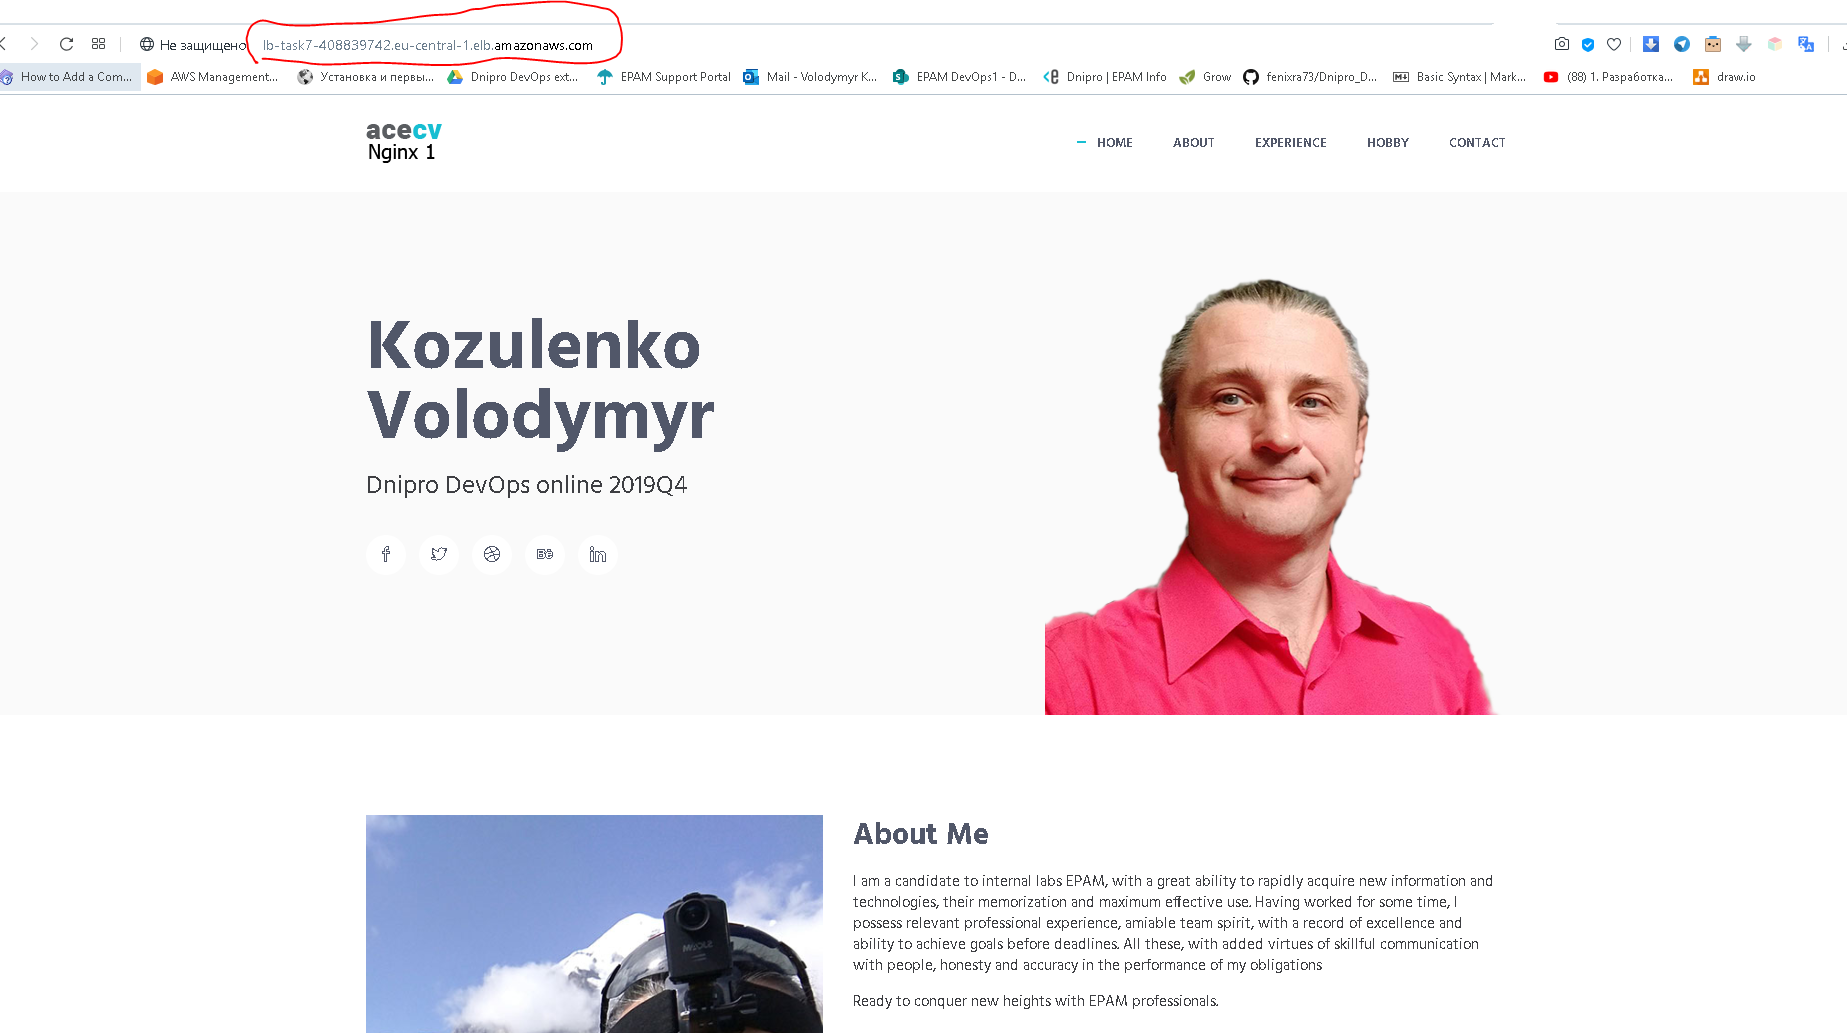 Не защищено lb-task7-408839742.eu-central-1.elb.amazonaws.com
How to Add a Com... AWS Management... Установка и первы... Dnipro DevOps ext... EPAM Support Portal Mail - Volodymyr K... EPAM DevOps1 - D... Dnipro | EPAM Info Grow fenixra73/Dnipro_D... Basic Syntax | Mark... (88) 1. Разработка... draw.io
acecv
Nginx 1
HOME ABOUT EXPERIENCE HOBBY CONTACT
Kozulenko
Volodymyr
Dnipro DevOps online 2019Q4
About Me
I am a candidate to internal labs EPAM, with a great ability to rapidly acquire new information and
technologies, their memorization and maximum effective use. Having worked for some time, I
possess relevant professional experience, amiable team spirit, with a record of excellence and
ability to achieve goals before deadlines. All these, with added virtues of skillful communication
with people, honesty and accuracy in the performance of my obligations
Ready to conquer new heights with EPAM professionals.
SJCAM